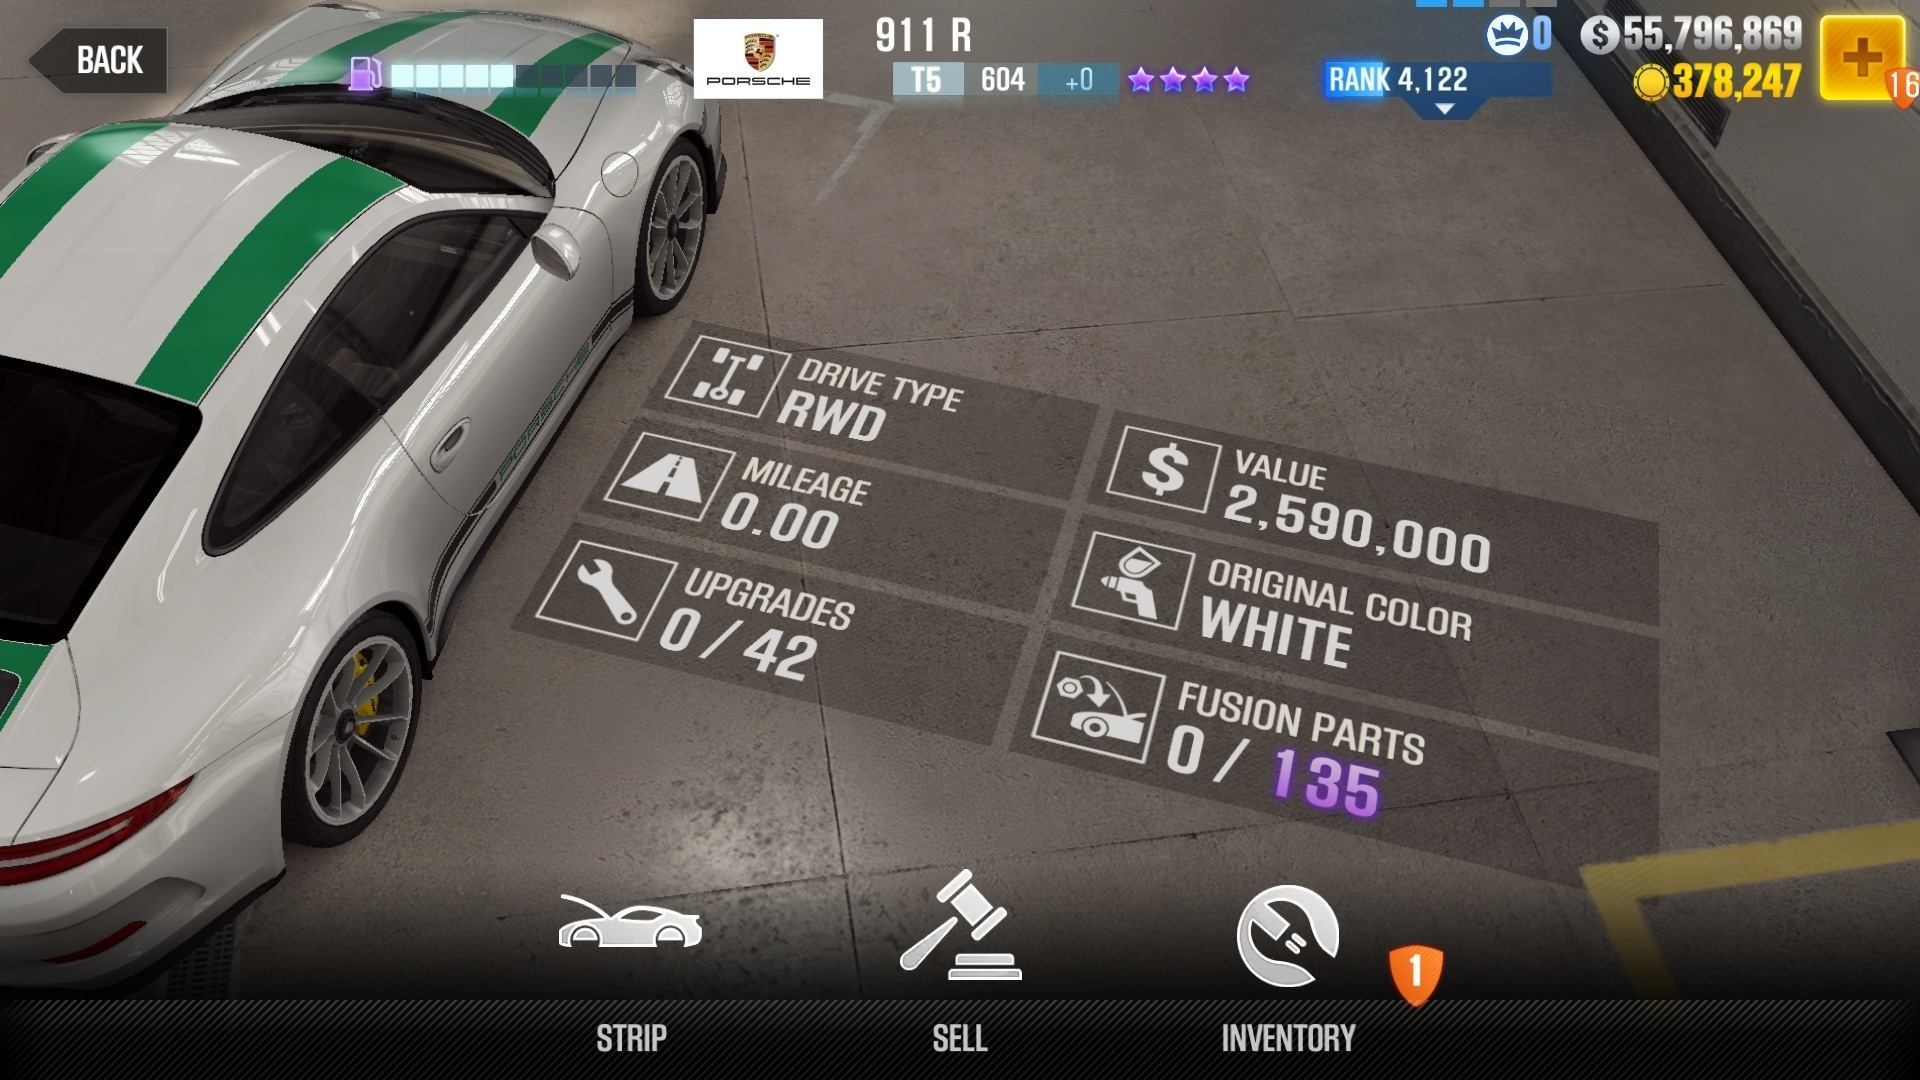 BACK
PORSCHE
911 R
T5 604 +0
RANK 4,122
0
$55,796,869
378,247
16
DRIVE TYPE
RWD
MILEAGE
0.00
UPGRADES
0 / 42
$ VALUE
2,590,000
ORIGINAL COLOR
WHITE
FUSION PARTS
0 / 135
PORSCHE
1
STRIP
SELL
INVENTORY